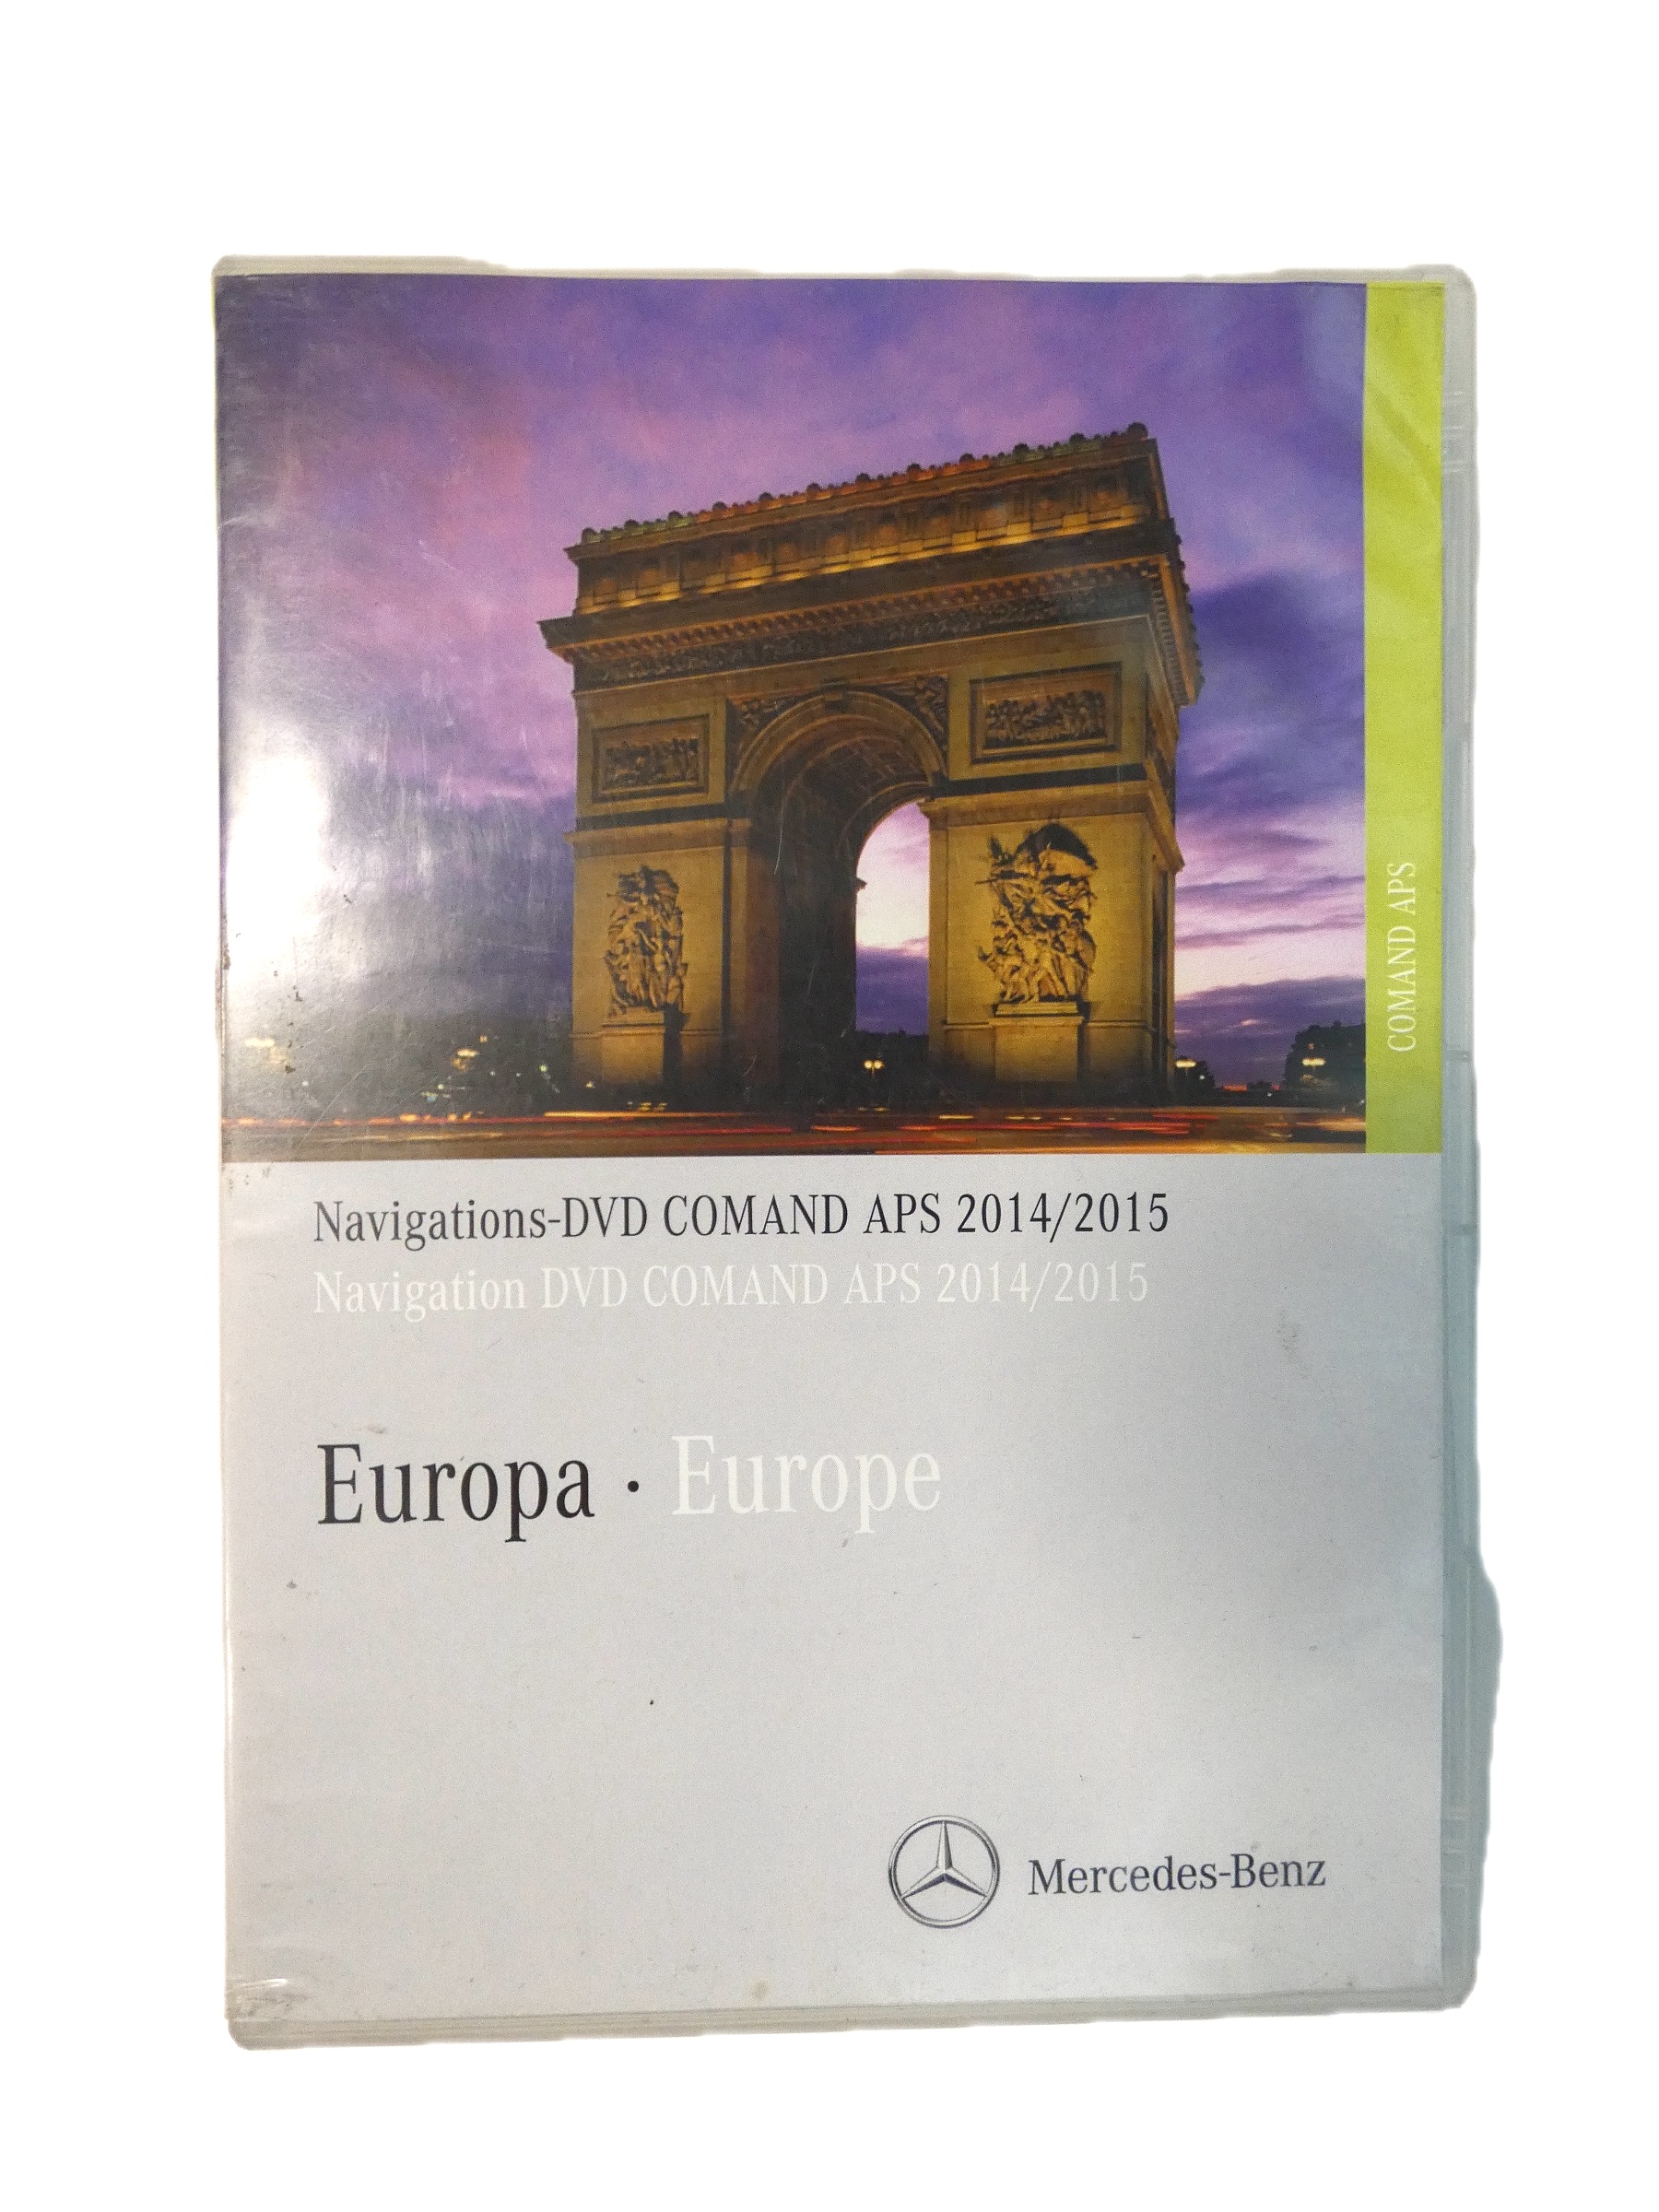 COMAND APS
Navigations-DVD COMAND APS 2014/2015
Navigation DVD COMAND APS 2014/2015
Europa · Europe
Mercedes-Benz